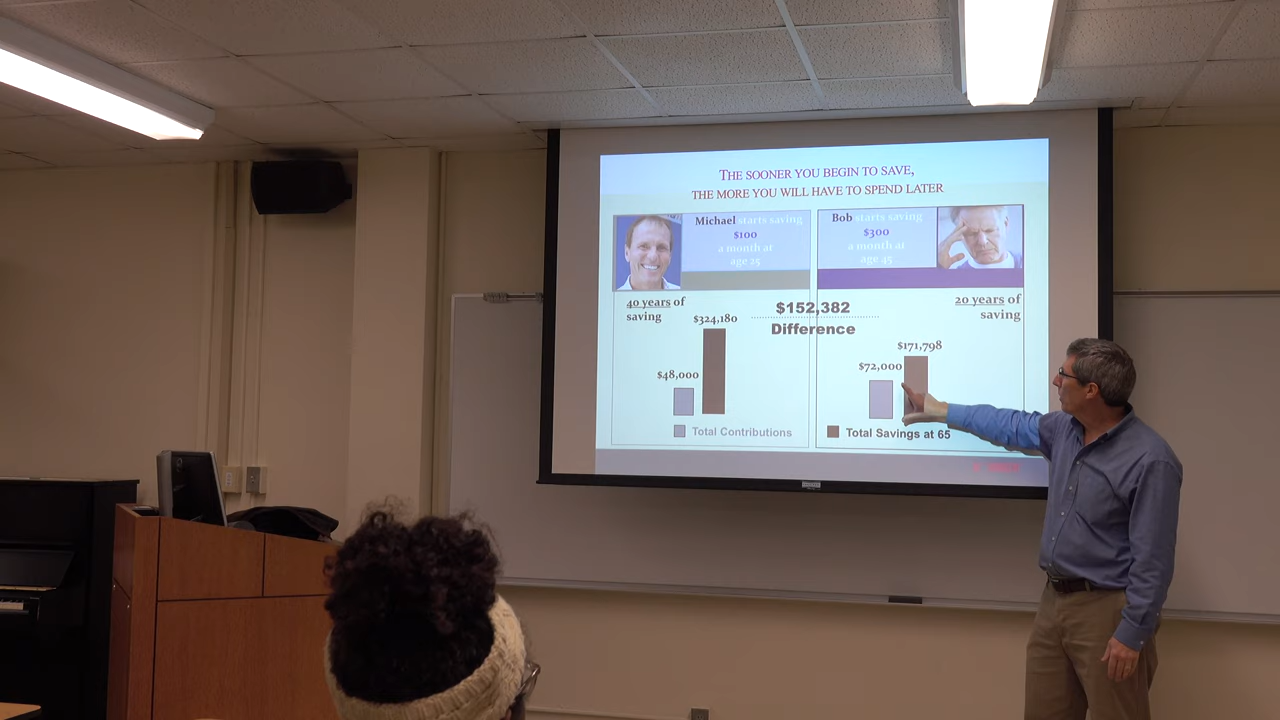 THE SOONER YOU BEGIN TO SAVE,
THE MORE YOU WILL HAVE TO SPEND LATER
Michael starts saving
$100
a month at
age 25
Bob starts saving
$300
a month at
age 45
40 years of
saving
$324,180
$48,000
$152,382
Difference
20 years of
saving
$171,798
$72,000
Total Contributions
Total Savings at 65